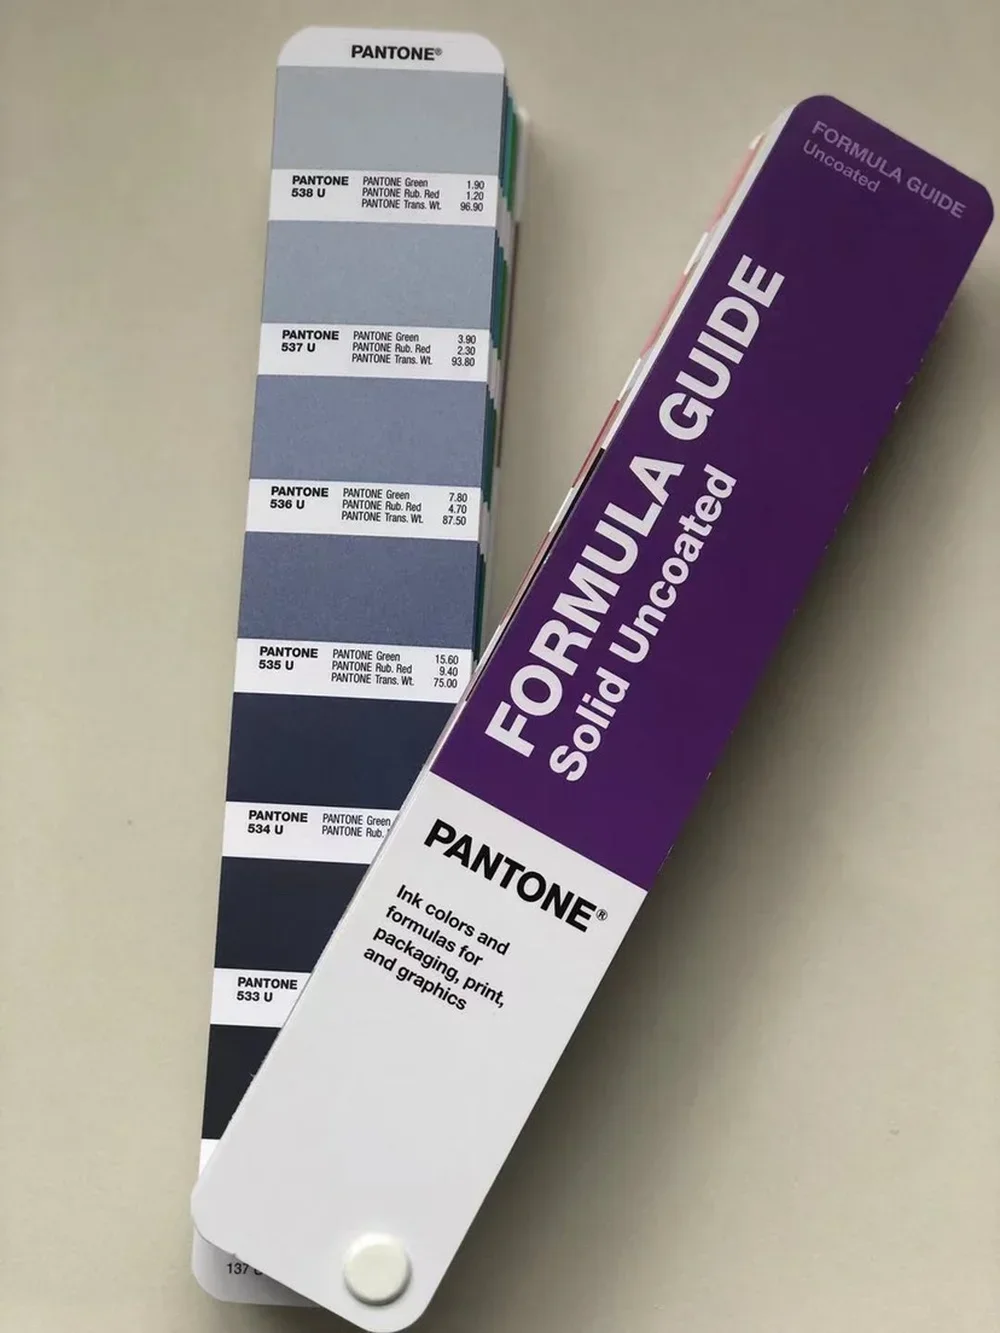 PANTONE®
PANTONE 538 U
PANTONE Green 1.90
PANTONE Rub. Red 1.20
PANTONE Trans. Wt. 96.90
PANTONE 537 U
PANTONE Green 3.90
PANTONE Rub. Red 2.30
PANTONE Trans. Wt. 93.80
PANTONE 536 U
PANTONE Green 7.80
PANTONE Rub. Red 4.70
PANTONE Trans. Wt. 87.50
PANTONE 535 U
PANTONE Green 15.60
PANTONE Rub. Red 9.40
PANTONE Trans. Wt. 75.00
PANTONE 534 U
PANTONE Green
PANTONE Rub.
PANTONE 533 U
137 U
FORMULA GUIDE
Uncoated
FORMULA GUIDE
Solid Uncoated
PANTONE®
Ink colors and
formulas for
packaging, print,
and graphics